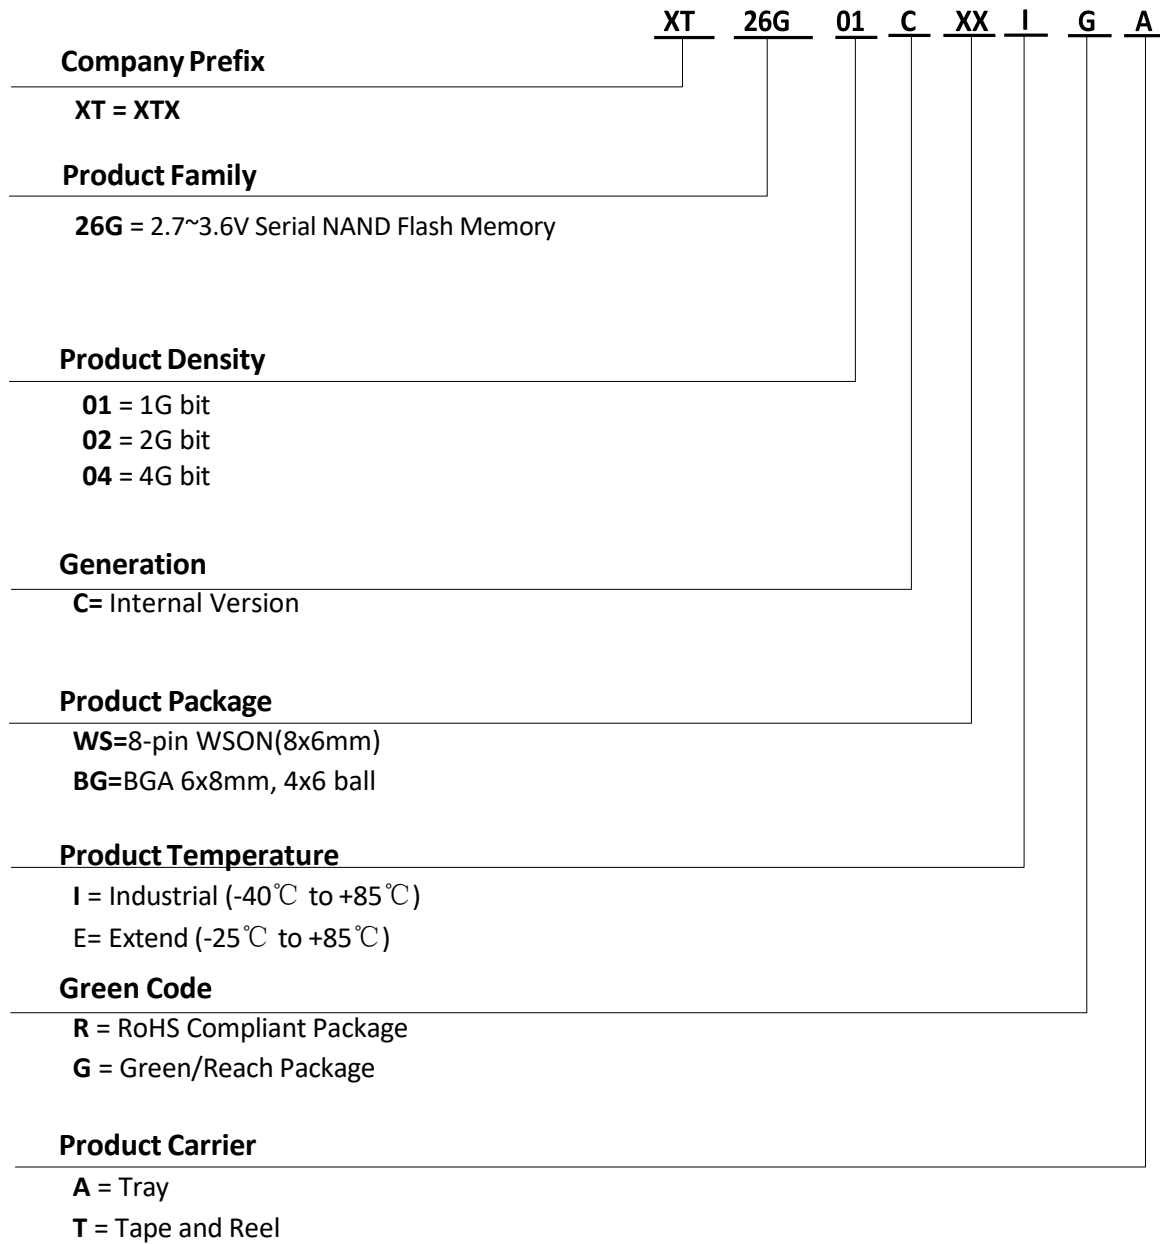 XT 26G 01 C XX I G A
Company Prefix
XT = XTX
Product Family
26G = 2.7~3.6V Serial NAND Flash Memory
Product Density
01 = 1G bit
02 = 2G bit
04 = 4G bit
Generation
C= Internal Version
Product Package
WS=8-pin WSON(8x6mm)
BG=BGA 6x8mm, 4x6 ball
Product Temperature
I = Industrial (-40℃ to +85℃)
E= Extend (-25℃ to +85℃)
Green Code
R = RoHS Compliant Package
G = Green/Reach Package
Product Carrier
A = Tray
T = Tape and Reel